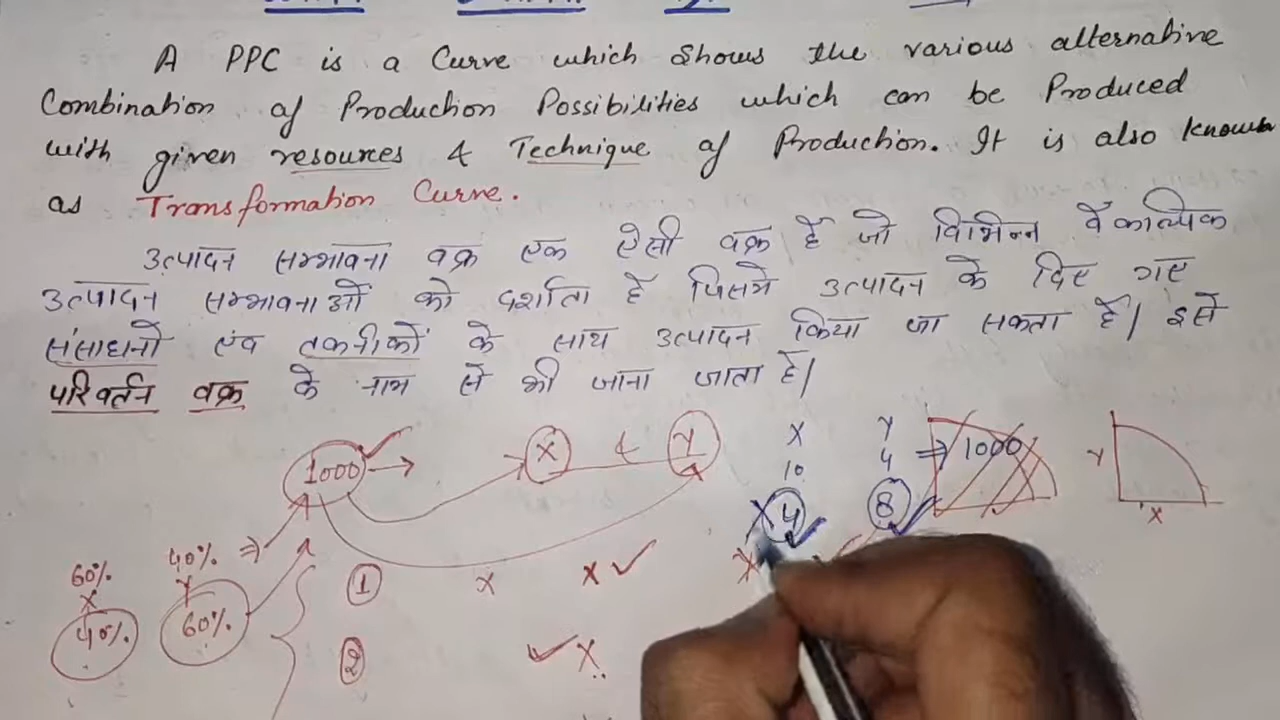 A PPC is a Curve which shows the various alternative
Combination of Production Possibilities which can be Produced
with given resources & Technique of Production. It is also known
as Transformation Curve.
उत्पादन सम्भावना वक्र एक ऐसी वक्र है जो विभिन्न वैकाल्पिक
उत्पादन सम्भावनाओं को दर्शाता है जिसमे उत्पादन के दिए गए
संसाधनो एंव तकनीकों के साथ उत्पादन किया जा सकता है। इसे
परिवर्तन वक्र के नाम से भी जाना जाता है।
1000 → X & Y
X Y
10 4 ⇒ 1000
X 4 8
Y
X
60% 40% ⇒
X Y
40% 60%
① X X ✓
② ✓ X